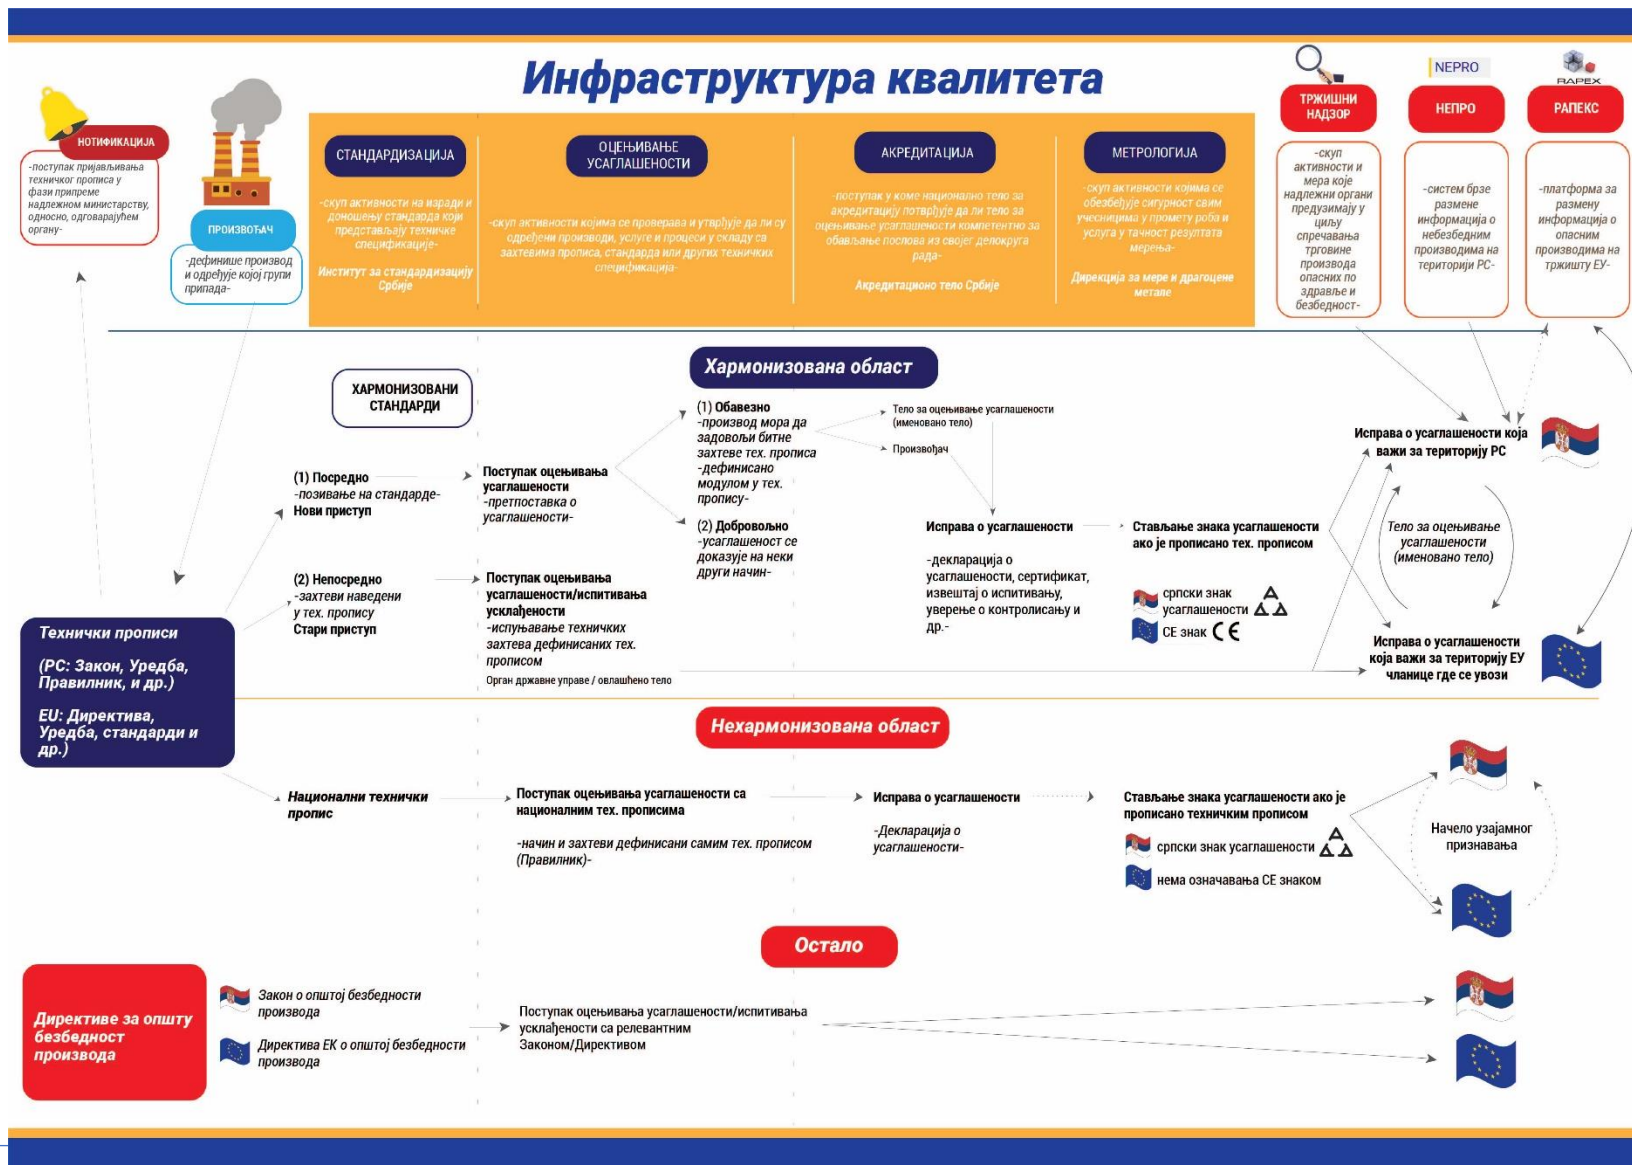 Инфраструктура квалитета
НОТИФИКАЦИЈА
-поступак пријављивања
техничког прописа у
фази припреме
надлежном министарству,
односно, одговарајућем
органу-
ПРОИЗВОЂАЧ
-дефинише производ
и одређује којој групи
припада-
СТАНДАРДИЗАЦИЈА
-скуп активности на изради и
доношењу стандарда који
представљају техничке
спецификације-
Институт за стандардизацију
Србије
ОЦЕЊИВАЊЕ
УСАГЛАШЕНОСТИ
-скуп активности којима се проверава и утврђује да ли су
одређени производи, услуге и процеси у складу са
захтевима прописа, стандарда или других техничких
спецификација-
АКРЕДИТАЦИЈА
-поступак у коме национално тело за
акредитацију потврђује да ли тело за
оцењивање усаглашености компетентно за
обављање послова из својег делокруга
рада-
Акредитационо тело Србије
МЕТРОЛОГИЈА
-скуп активности којима се
обезбеђује сигурност свим
учесницима у промету роба и
услуга у тачност резултата
мерења-
Дирекција за мере и драгоцене
метале
ТРЖИШНИ
НАДЗОР
-скуп
активности и
мера које
надлежни органи
предузимају у
циљу
спречавања
трговине
производа
опасних по
здравље и
безбедност-
NEPRO
НЕПРО
-систем брзе
размене
информација о
небезбедним
производима на
територији РС-
RAPEX
РАПЕКС
-платформа за
размену
информација о
опасним
производима на
тржишту ЕУ-
Хармонизована област
ХАРМОНИЗОВАНИ
СТАНДАРДИ
(1) Посредно
-позивање на стандарде-
Нови приступ
(2) Непосредно
-захтеви наведени
у тех. пропису
Стари приступ
Поступак оцењивања
усаглашености
-претпоставка о
усаглашености-
Поступак оцењивања
усаглашености/испитивања
усклађености
-испуњавање техничких
захтева дефинисаних тех.
прописом
Орган државне управе / овлашћено тело
(1) Обавезно
-производ мора да
задовољи битне
захтеве тех. прописа
-дефинисано
модулом у тех.
пропису-
(2) Добровољно
-усаглашеност се
доказује на неки
други начин-
Тело за оцењивање усаглашености
(именовано тело)
Произвођач
Исправа о усаглашености
-декларација о
усаглашености, сертификат,
извештај о испитивању,
уверење о контролисању и
др.-
Стављање знака усаглашености
ако је прописано тех. прописом
српски знак
усаглашености
СЕ знак CE
Исправа о усаглашености која
важи за територију РС
Тело за оцењивање
усаглашености
(именовано тело)
Исправа о усаглашености
која важи за територију ЕУ
чланице где се увози
Технички прописи
(РС: Закон, Уредба,
Правилник, и др.)
EU: Директива,
Уредба, стандарди и
др.)
Нехармонизована област
Национални технички
пропис
Поступак оцењивања усаглашености са
националним тех. прописима
-начин и захтеви дефинисани самим тех. прописом
(Правилник)-
Исправа о усаглашености
-Декларација о
усаглашености-
Стављање знака усаглашености ако је
прописано техничким прописом
српски знак усаглашености
нема означавања СЕ знаком
Начело узајамног
признавања
Остало
Директиве за општу
безбедност
производа
Закон о општој безбедности
производа
Директива ЕК о општој безбедности
производа
Поступак оцењивања усаглашености/испитивања
усклађености са релевантним
Законом/Директивом